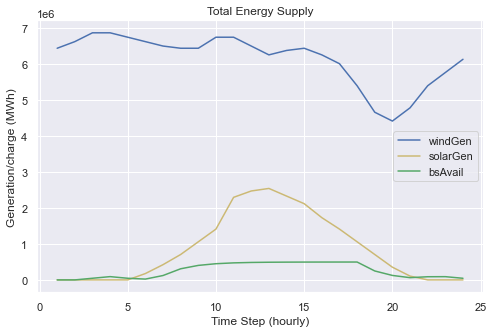 Total Energy Supply
1e6
7
6
5
4
3
2
1
0
Generation/charge (MWh)
windGen
solarGen
bsAvail
0 5 10 15 20 25
Time Step (hourly)